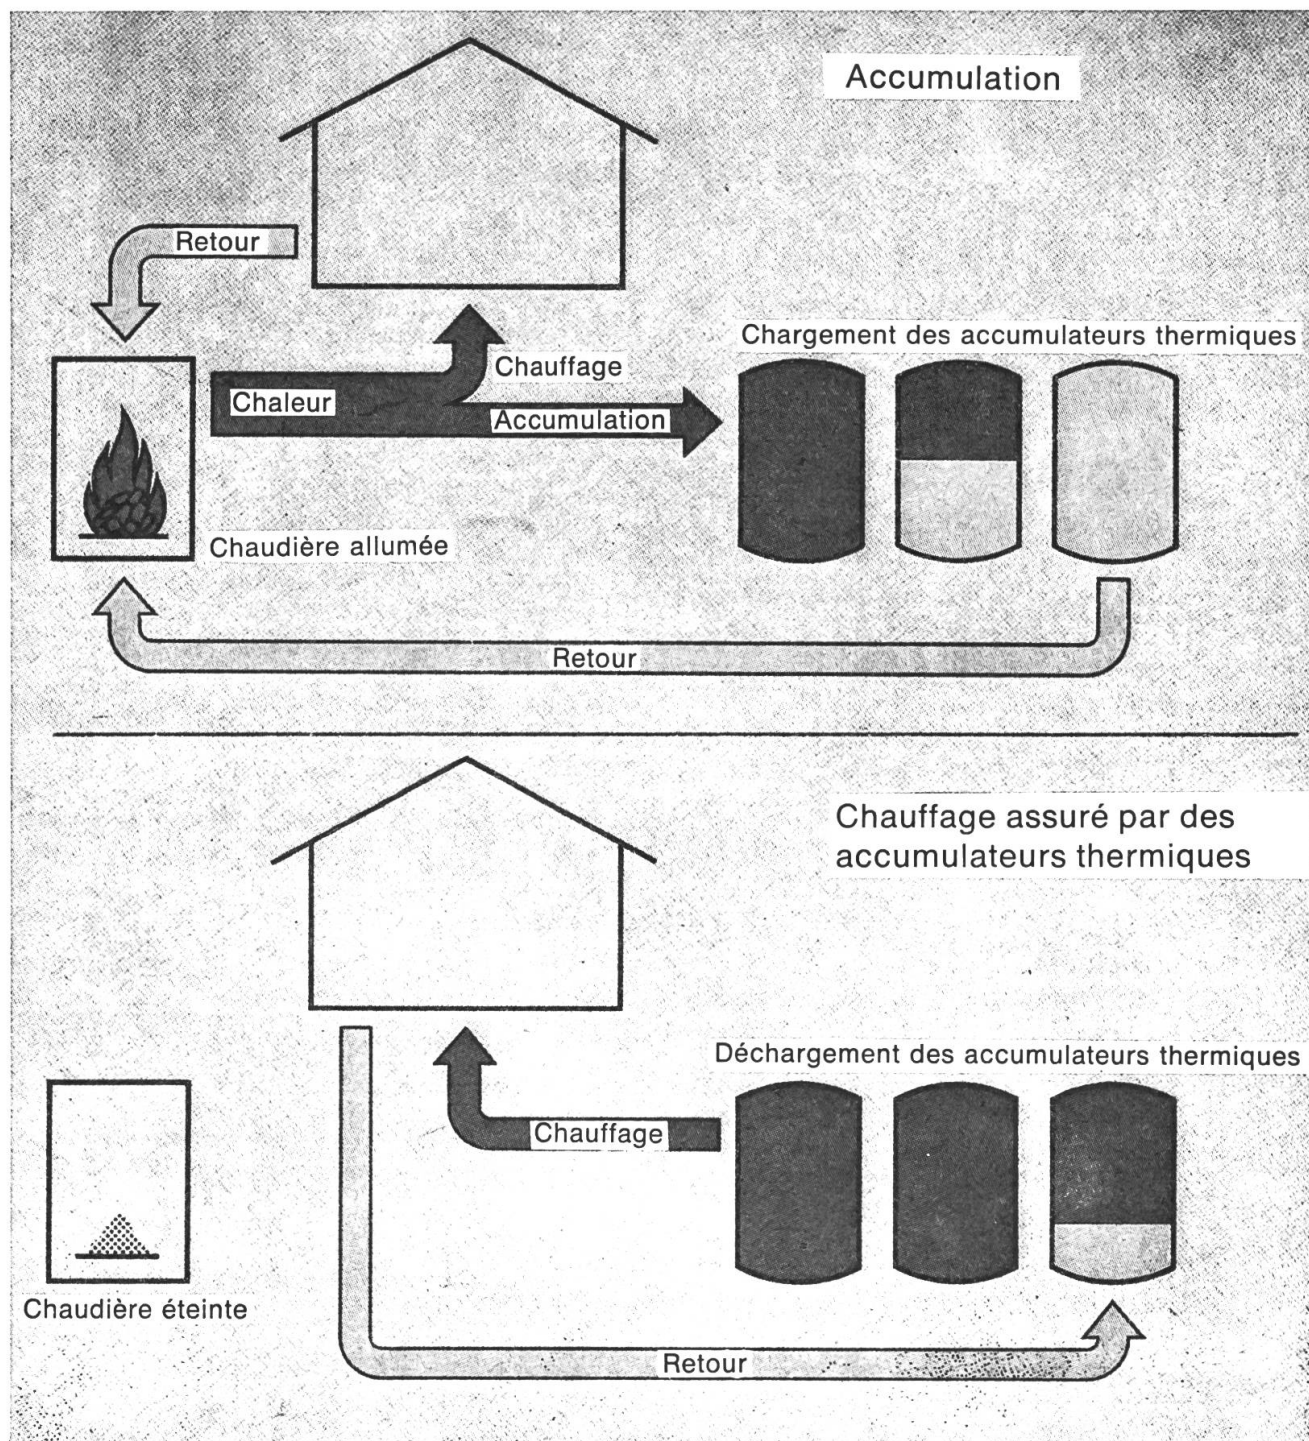 Accumulation
Retour
Chargement des accumulateurs thermiques
Chauffage
Chaleur
Accumulation
Chaudière allumée
Retour
Chauffage assuré par des
accumulateurs thermiques
Déchargement des accumulateurs thermiques
Chauffage
Chaudière éteinte
Retour